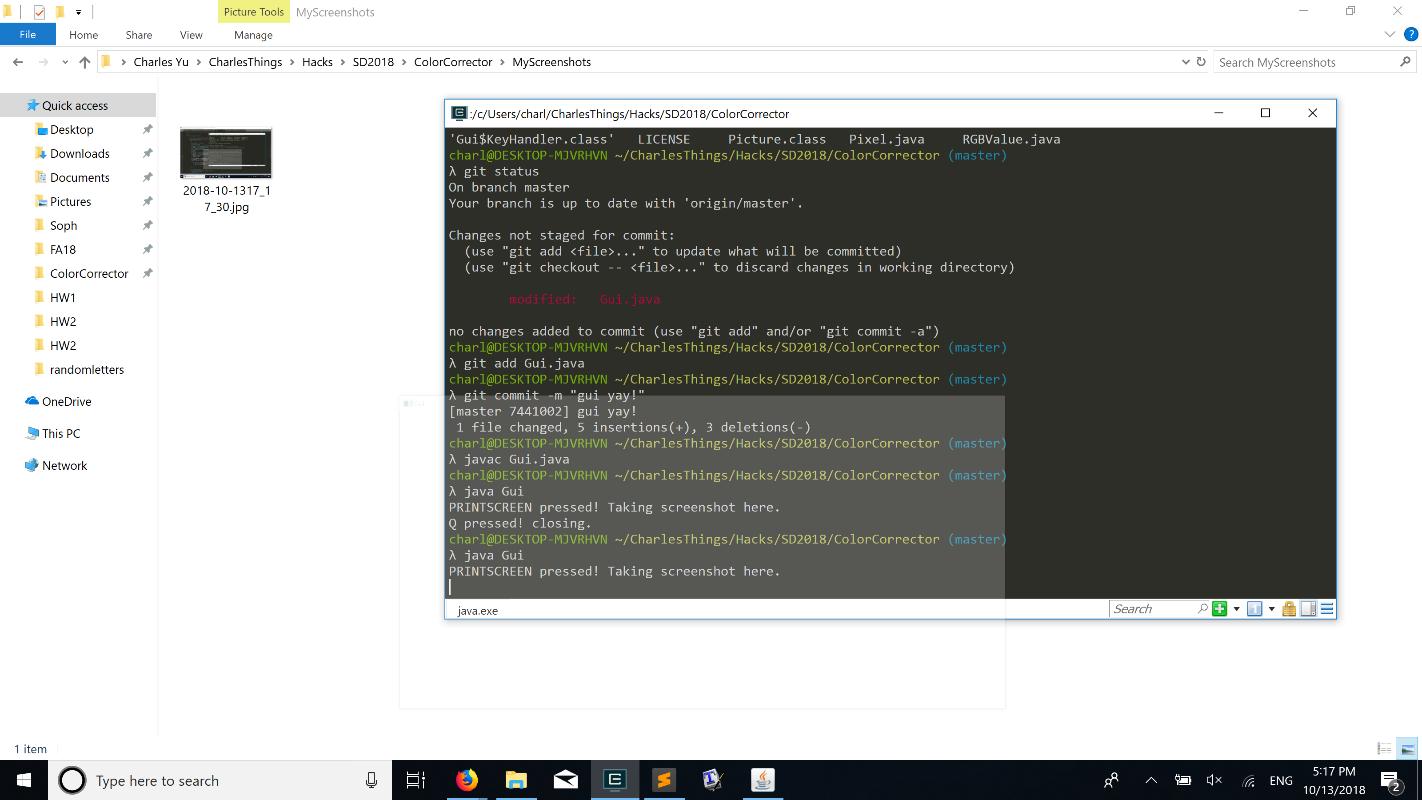 Picture Tools MyScreenshots
File Home Share View Manage
Charles Yu CharlesThings Hacks SD2018 ColorCorrector MyScreenshots
Search MyScreenshots
Quick access
Desktop
Downloads
Documents
Pictures
Soph
FA18
ColorCorrector
HW1
HW2
HW2
randomletters
OneDrive
This PC
Network
2018-10-1317_1
7_30.jpg
:/c/Users/charl/CharlesThings/Hacks/SD2018/ColorCorrector
'Gui$KeyHandler.class' LICENSE Picture.class Pixel.java RGBValue.java
charl@DESKTOP-MJVRHVN ~/CharlesThings/Hacks/SD2018/ColorCorrector (master)
λ git status
On branch master
Your branch is up to date with 'origin/master'.
Changes not staged for commit:
(use "git add <file>..." to update what will be committed)
(use "git checkout -- <file>..." to discard changes in working directory)
modified: Gui.java
no changes added to commit (use "git add" and/or "git commit -a")
charl@DESKTOP-MJVRHVN ~/CharlesThings/Hacks/SD2018/ColorCorrector (master)
λ git add Gui.java
charl@DESKTOP-MJVRHVN ~/CharlesThings/Hacks/SD2018/ColorCorrector (master)
λ git commit -m "gui yay!"
[master 7441002] gui yay!
1 file changed, 5 insertions(+), 3 deletions(-)
charl@DESKTOP-MJVRHVN ~/CharlesThings/Hacks/SD2018/ColorCorrector (master)
λ javac Gui.java
charl@DESKTOP-MJVRHVN ~/CharlesThings/Hacks/SD2018/ColorCorrector (master)
λ java Gui
PRINTSCREEN pressed! Taking screenshot here.
Q pressed! closing.
charl@DESKTOP-MJVRHVN ~/CharlesThings/Hacks/SD2018/ColorCorrector (master)
λ java Gui
PRINTSCREEN pressed! Taking screenshot here.
java.exe
Search
1 item
Type here to search
ENG
5:17 PM
10/13/2018
2